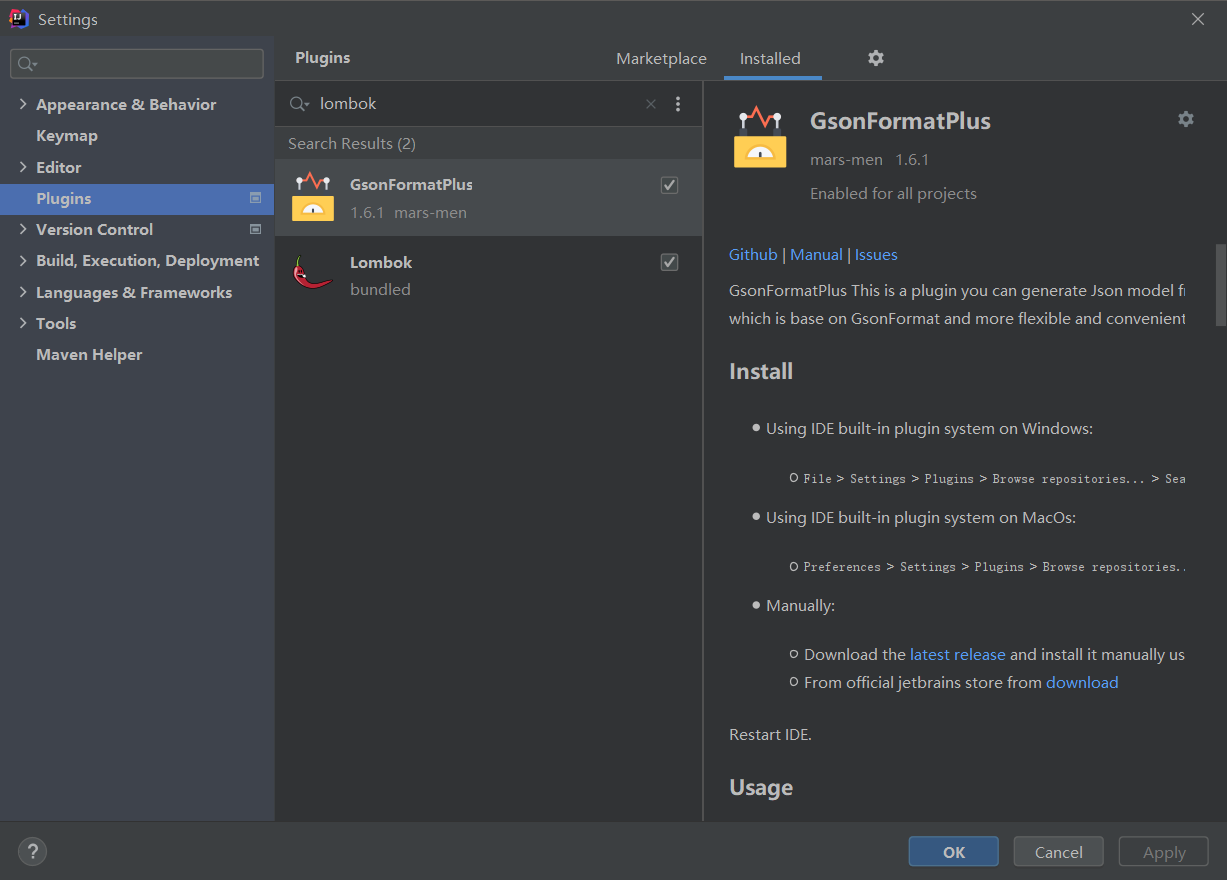 Settings
Plugins
Marketplace
Installed
Appearance & Behavior
Keymap
Editor
Plugins
Version Control
Build, Execution, Deployment
Languages & Frameworks
Tools
Maven Helper
lombok
Search Results (2)
GsonFormatPlus
1.6.1 mars-men
Lombok
bundled
GsonFormatPlus
mars-men 1.6.1
Enabled for all projects
Github | Manual | Issues
GsonFormatPlus This is a plugin you can generate Json model fr
which is base on GsonFormat and more flexible and convenient
Install
Using IDE built-in plugin system on Windows:
File > Settings > Plugins > Browse repositories... > Sea
Using IDE built-in plugin system on MacOs:
Preferences > Settings > Plugins > Browse repositories..
Manually:
Download the latest release and install it manually us
From official jetbrains store from download
Restart IDE.
Usage
?
OK
Cancel
Apply